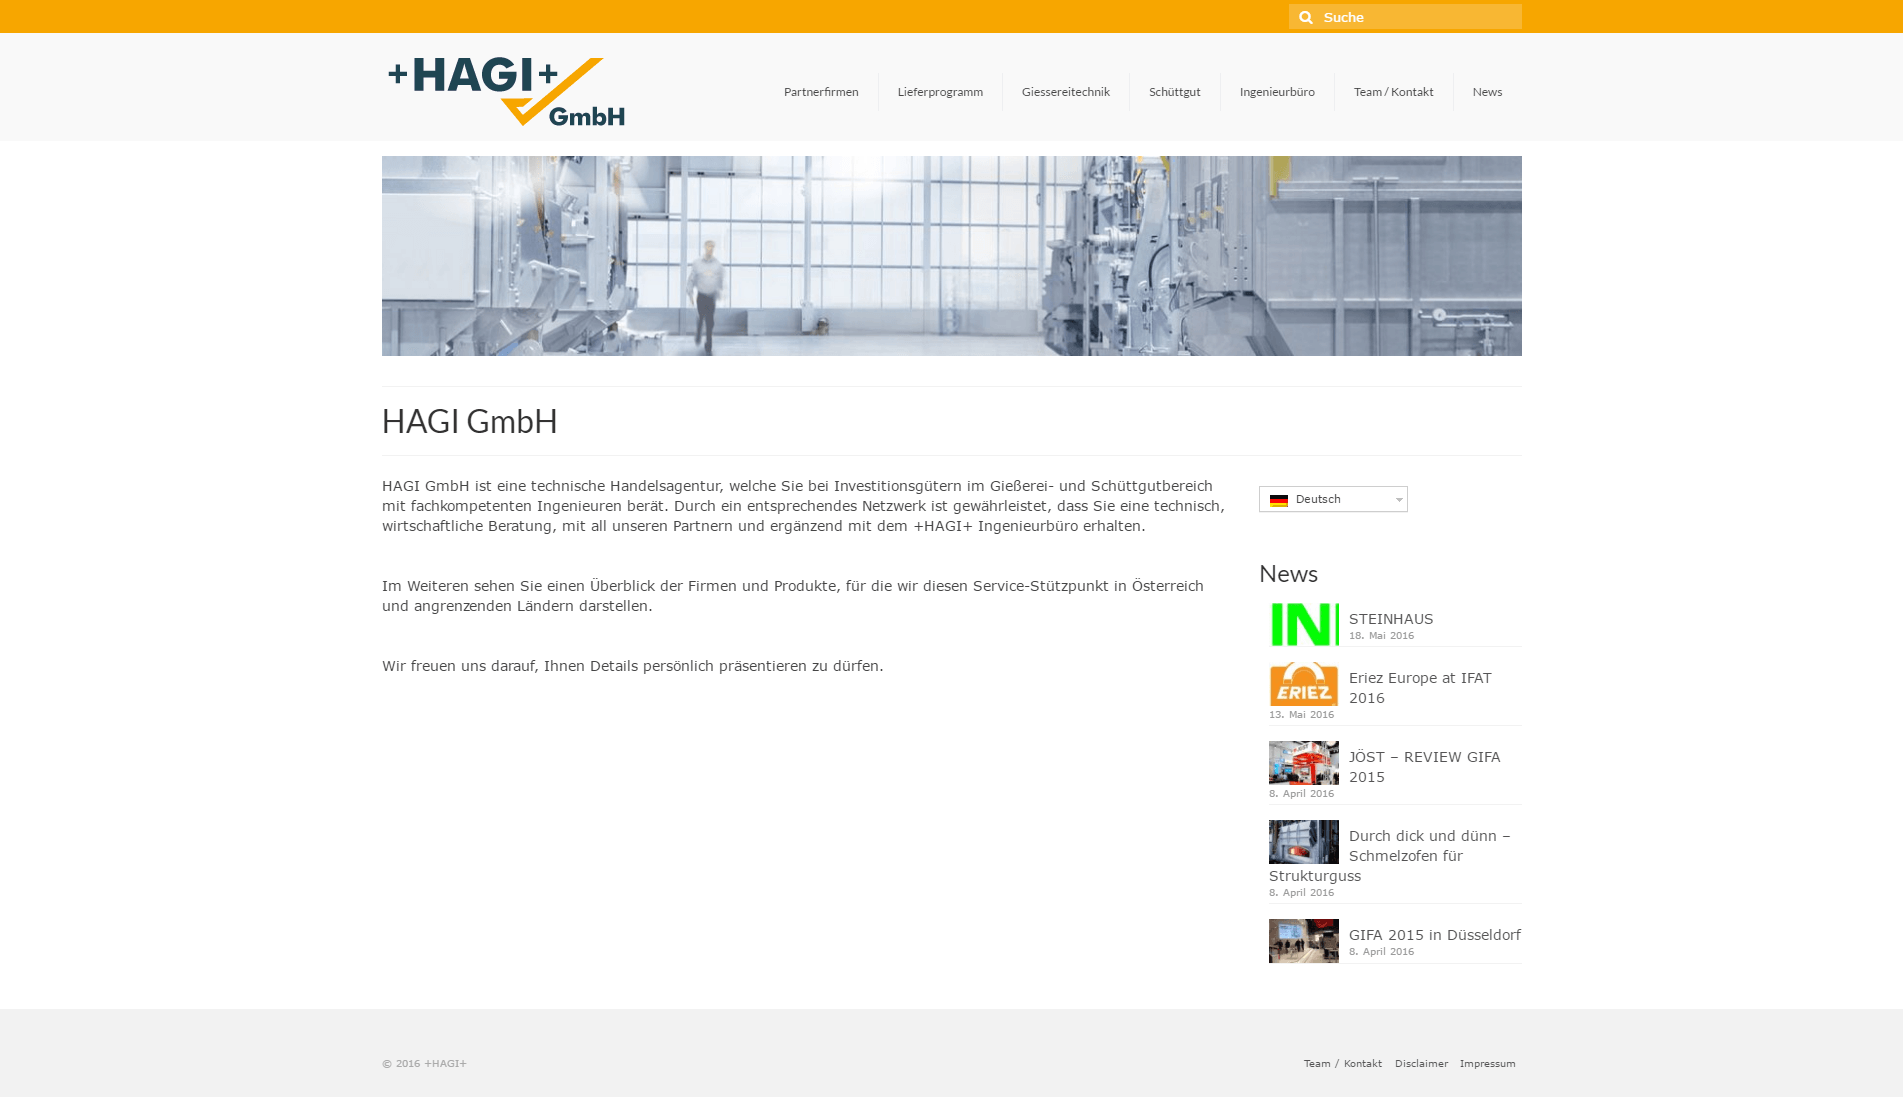 Suche
+HAGI+
GmbH
Partnerfirmen
Lieferprogramm
Giessereitechnik
Schüttgut
Ingenieurbüro
Team / Kontakt
News
HAGI GmbH
HAGI GmbH ist eine technische Handelsagentur, welche Sie bei Investitionsgütern im Gießerei- und Schüttgutbereich
mit fachkompetenten Ingenieuren berät. Durch ein entsprechendes Netzwerk ist gewährleistet, dass Sie eine technisch,
wirtschaftliche Beratung, mit all unseren Partnern und ergänzend mit dem +HAGI+ Ingenieurbüro erhalten.
Im Weiteren sehen Sie einen Überblick der Firmen und Produkte, für die wir diesen Service-Stützpunkt in Österreich
und angrenzenden Ländern darstellen.
Wir freuen uns darauf, Ihnen Details persönlich präsentieren zu dürfen.
Deutsch
News
IN
STEINHAUS
18. Mai 2016
ERIEZ
Eriez Europe at IFAT
2016
13. Mai 2016
JÖST – REVIEW GIFA
2015
8. April 2016
Durch dick und dünn –
Schmelzofen für
Strukturguss
8. April 2016
GIFA 2015 in Düsseldorf
8. April 2016
© 2016 +HAGI+
Team / Kontakt
Disclaimer
Impressum